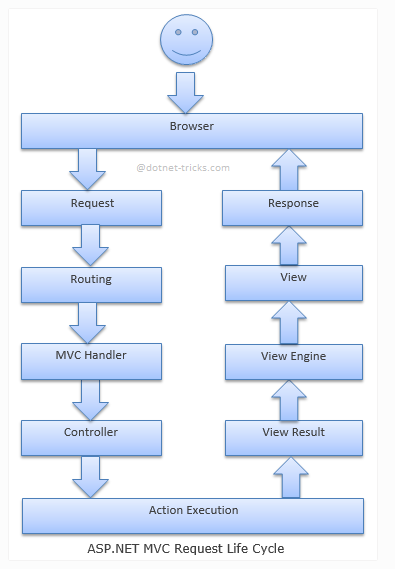 Browser
@dotnet-tricks.com
Request
Response
Routing
View
MVC Handler
View Engine
Controller
View Result
Action Execution
ASP.NET MVC Request Life Cycle